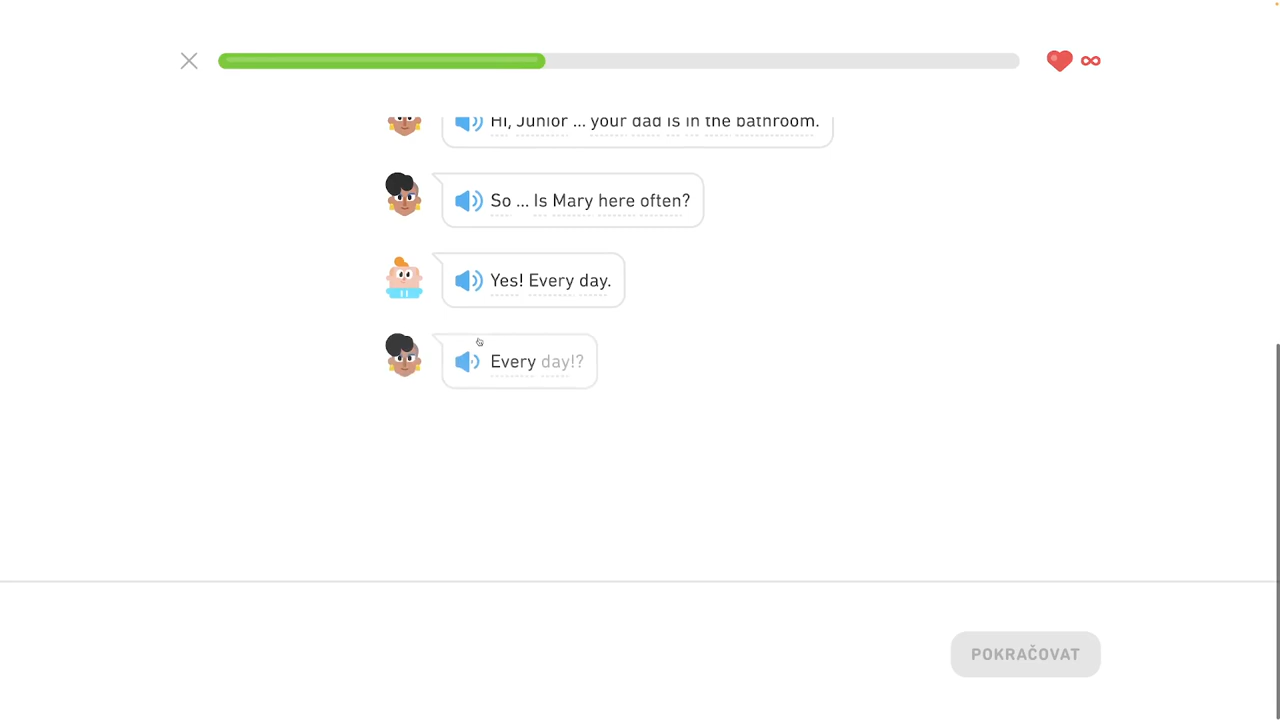 Hi, Junior ... your dad is in the bathroom.
So ... Is Mary here often?
Yes! Every day.
Every day!?
POKRAČOVAT